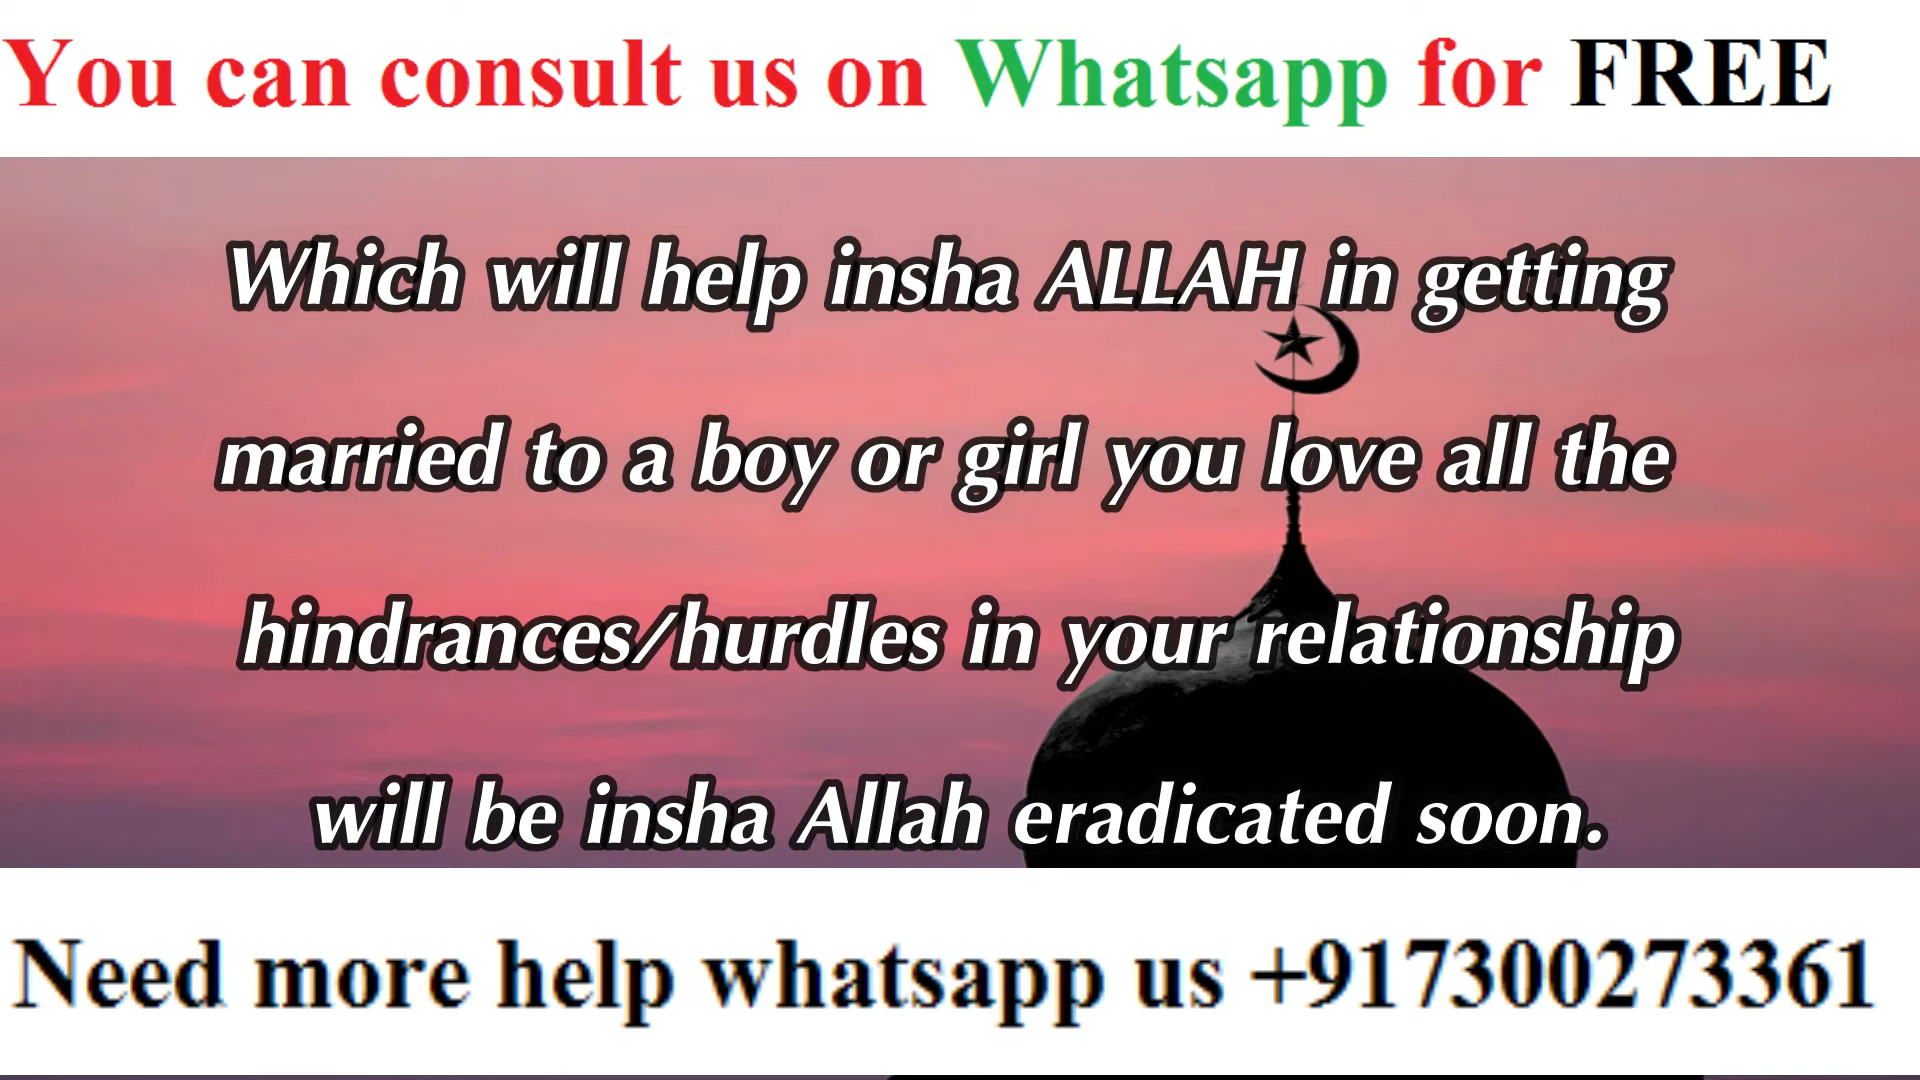 You can consult us on Whatsapp for FREE
Which will help insha ALLAH in getting
married to a boy or girl you love all the
hindrances/hurdles in your relationship
will be insha Allah eradicated soon.
Need more help whatsapp us +917300273361